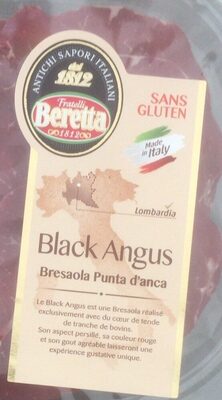 ANTICHI SAPORI ITALIANI
dal
1812
Fratelli
Beretta
1812
SANS
GLUTEN
Made
in Italy
Lombardia
Black Angus
Bresaola Punta d'anca
Le Black Angus est une Bresaola réalisé
exclusivement avec du cœur de tende
de tranche de bovins.
Son aspect persillé, sa couleur rouge
et son gout agréable laisseront une
expérience gustative unique.